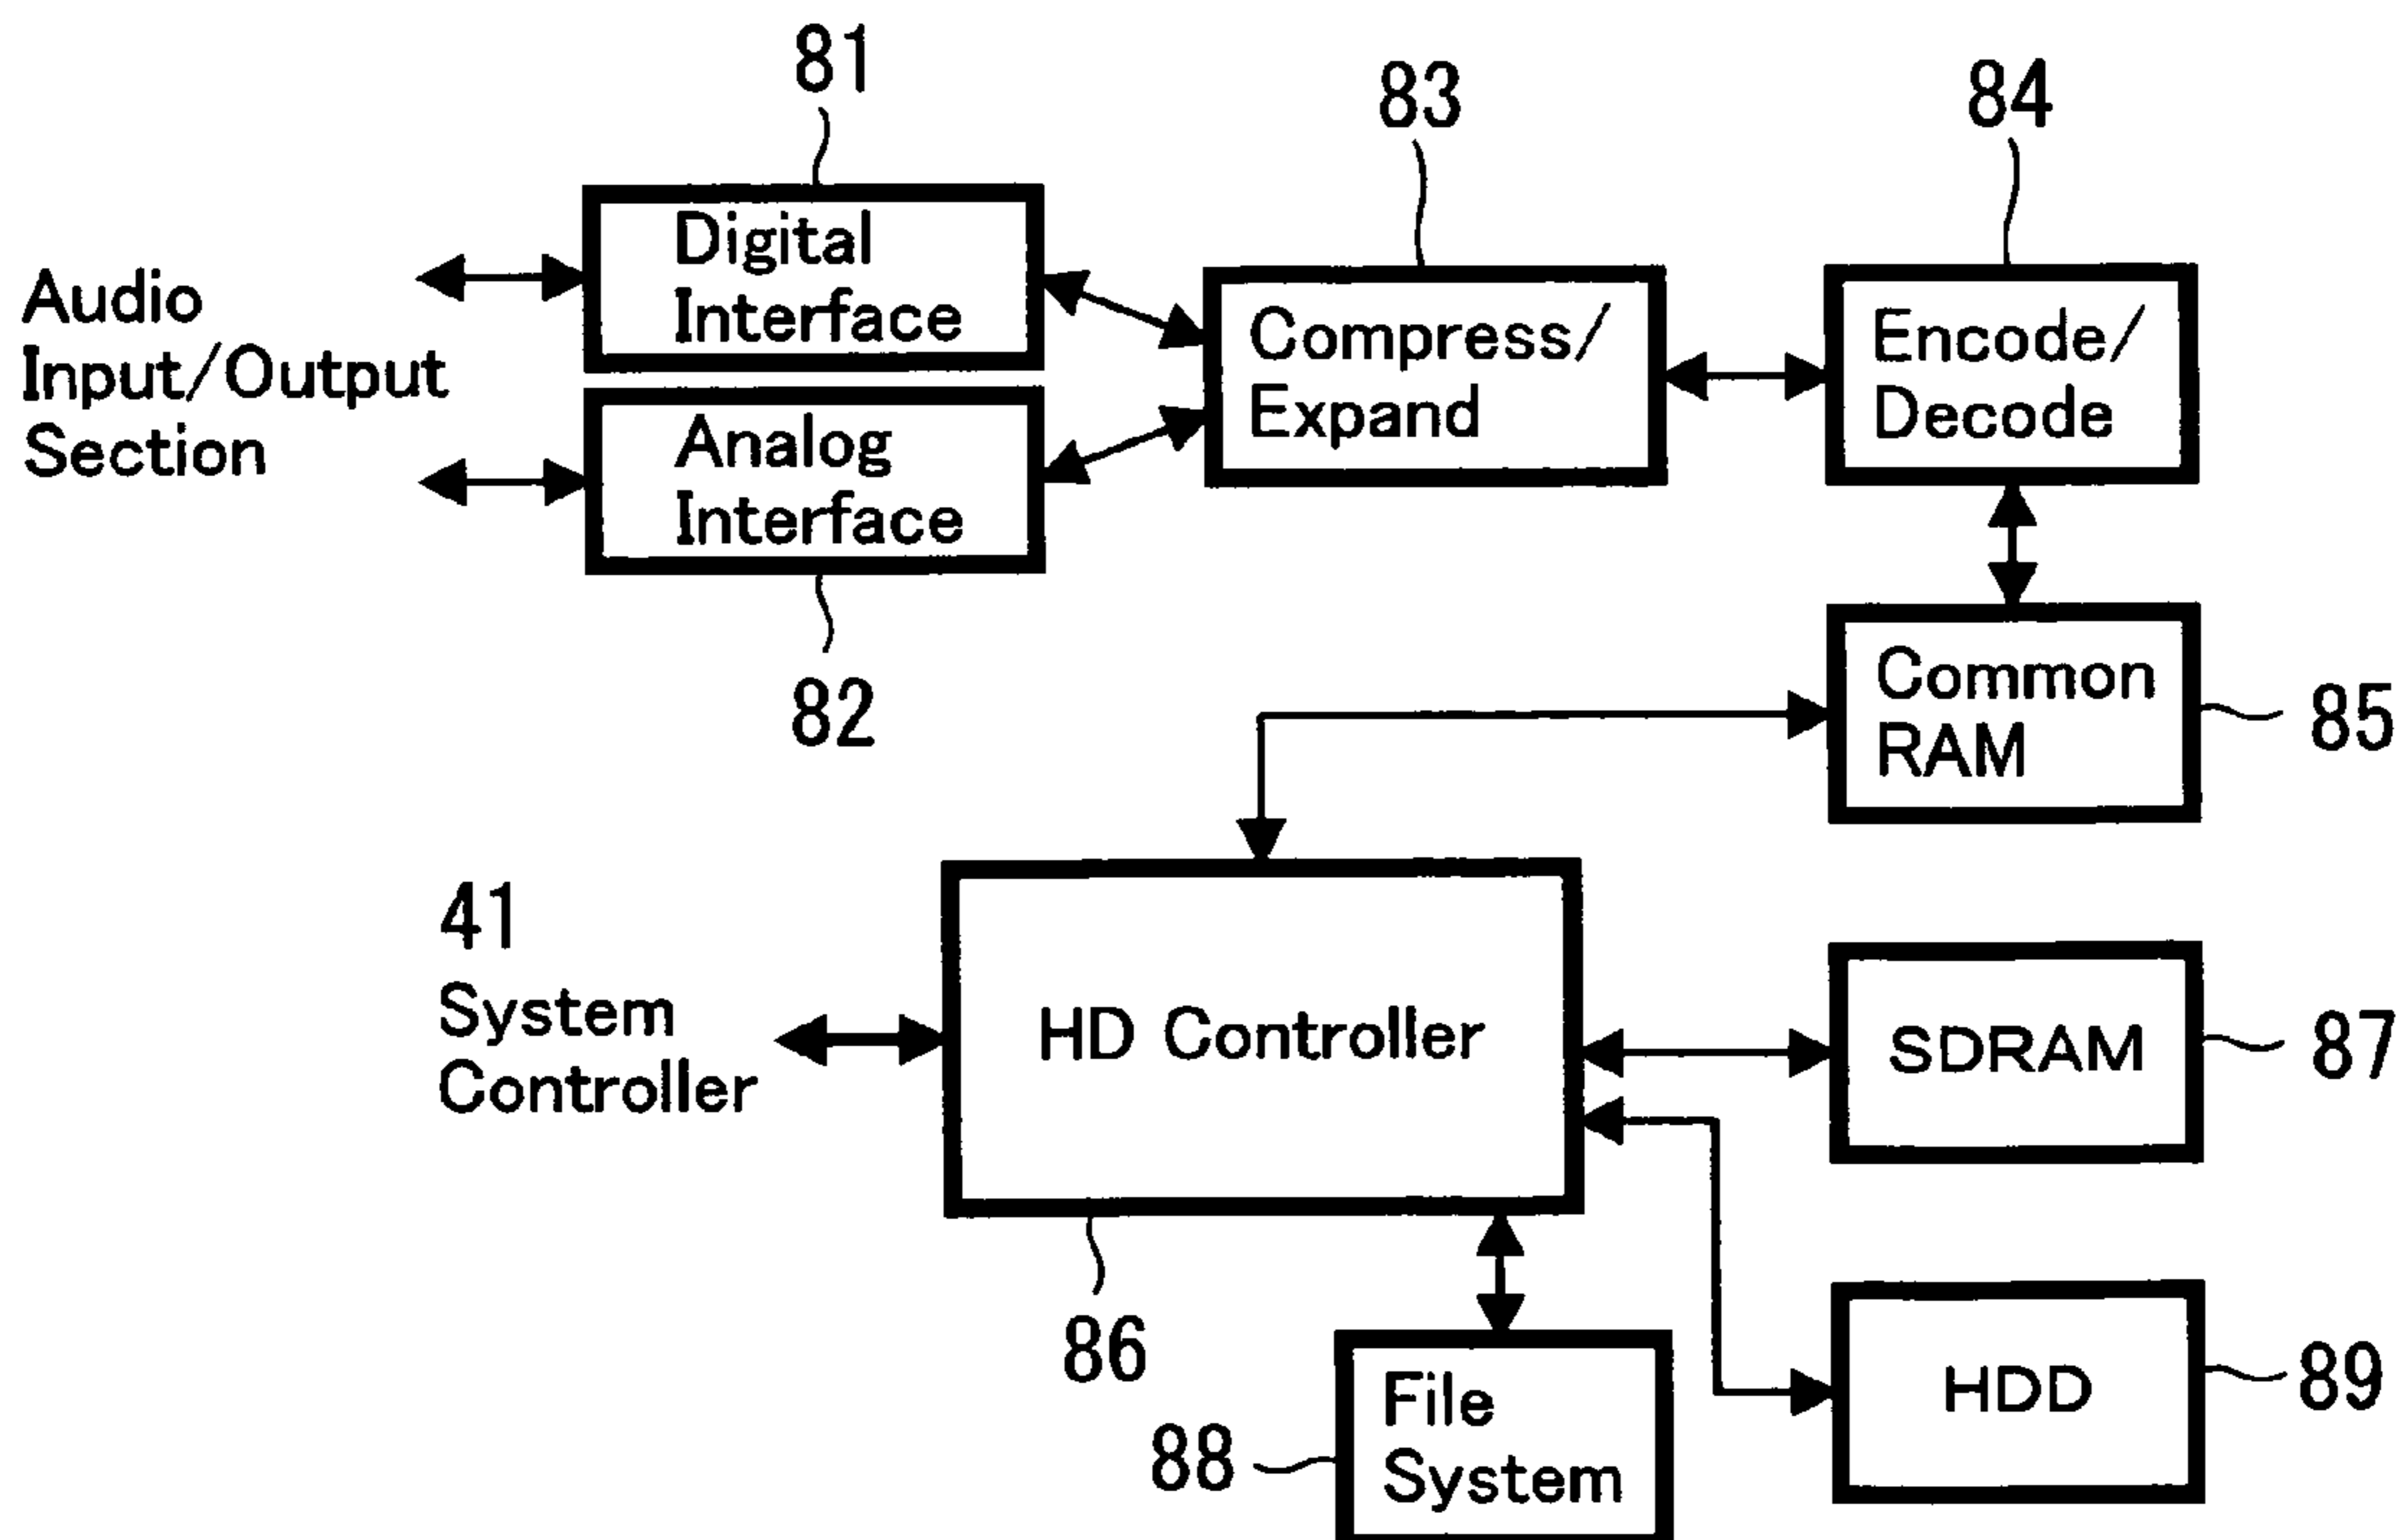 81
83
84
Digital
Interface
Audio
Input/Output
Section
Compress/
Expand
Encode/
Decode
Analog
Interface
82
Common
RAM
85
41
System
Controller
HD Controller
SDRAM
87
86
File
System
88
HDD
89